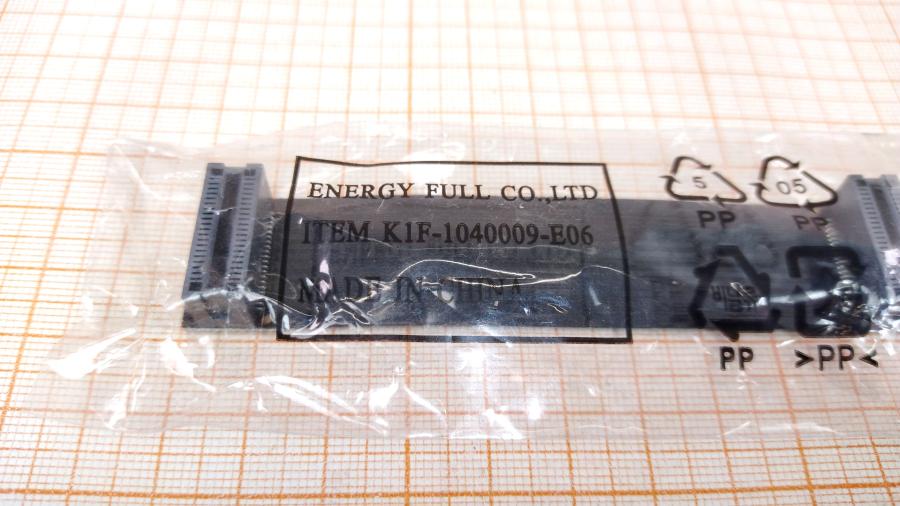 ENERGY FULL CO.,LTD
ITEM K1F-1040009-E06
MADE IN CHINA
5
PP
05
PP
PP
>PP<